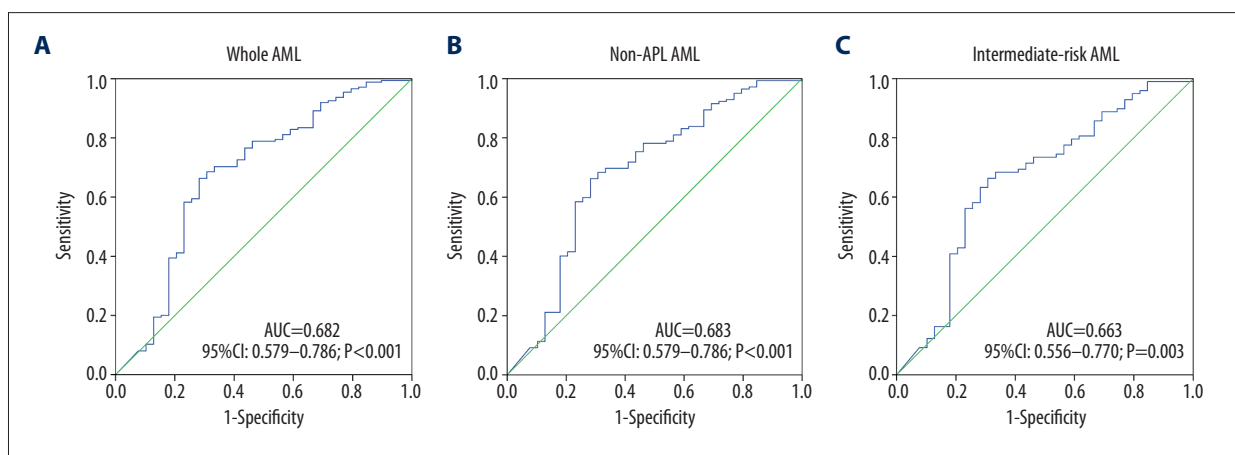 A
Whole AML
1.0
0.8
0.6
0.4
0.2
0.0
Sensitivity
0.0 0.2 0.4 0.6 0.8 1.0
1-Specificity
AUC=0.682
95%CI: 0.579–0.786; P<0.001
B
Non-APL AML
1.0
0.8
0.6
0.4
0.2
0.0
Sensitivity
0.0 0.2 0.4 0.6 0.8 1.0
1-Specificity
AUC=0.683
95%CI: 0.579–0.786; P<0.001
C
Intermediate-risk AML
1.0
0.8
0.6
0.4
0.2
0.0
Sensitivity
0.0 0.2 0.4 0.6 0.8 1.0
1-Specificity
AUC=0.663
95%CI: 0.556–0.770; P=0.003